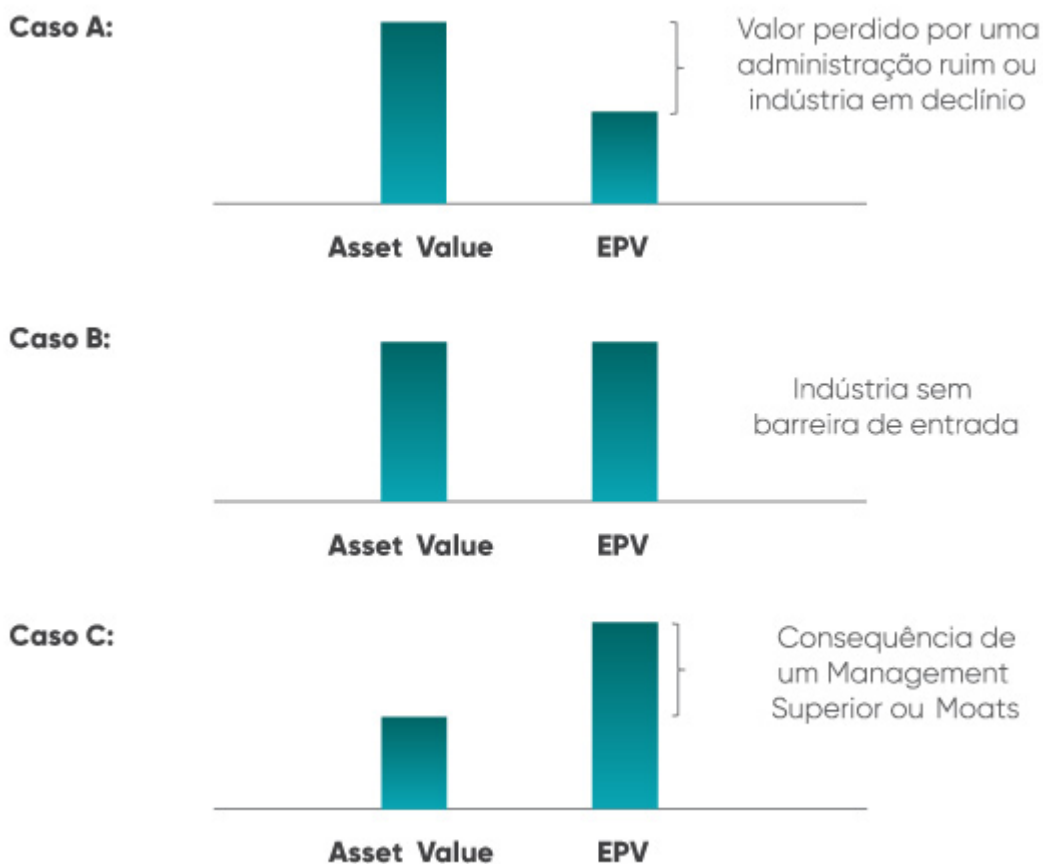 Caso A:
Valor perdido por uma
administração ruim ou
indústria em declínio
Asset Value
EPV
Caso B:
Indústria sem
barreira de entrada
Asset Value
EPV
Caso C:
Consequência de
um Management
Superior ou Moats
Asset Value
EPV